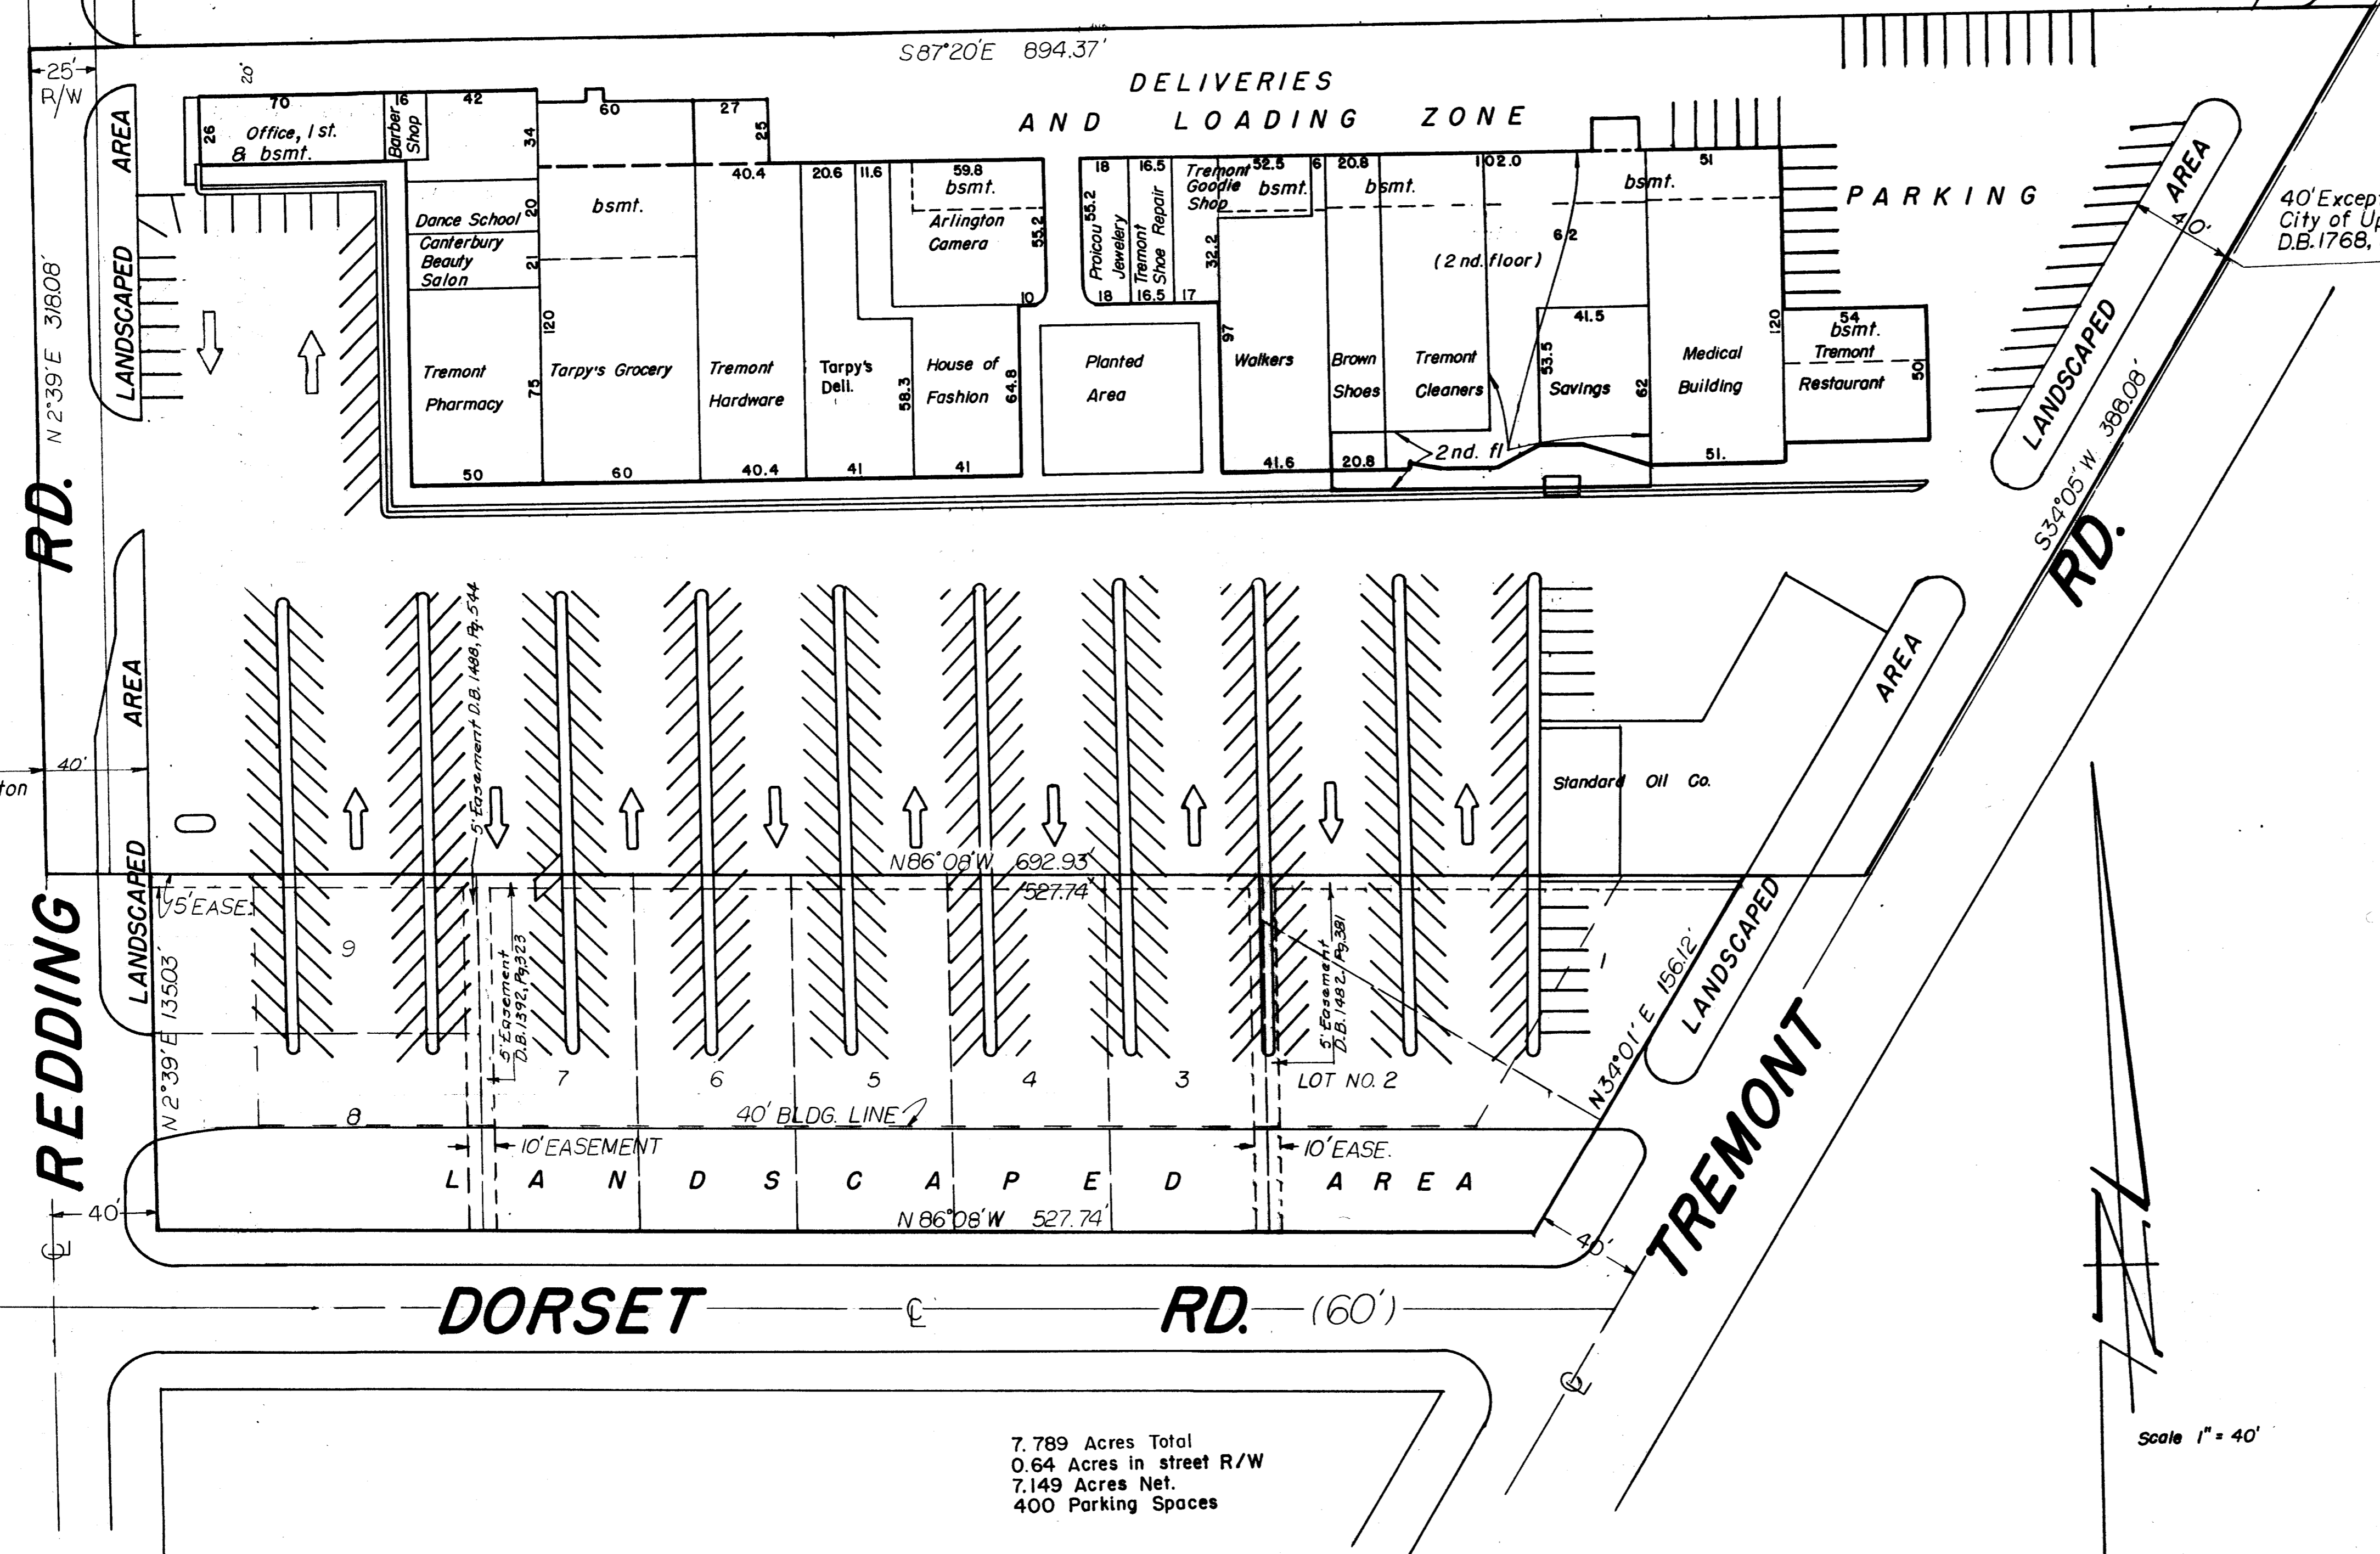 S87°20'E 894.37'
25'
R/W
20'
DELIVERIES
AND LOADING ZONE
70
16
42
60
27
26
Office, 1 st.
& bsmt.
Barber
Shop
34
25
40.4
20.6
11.6
59.8
bsmt.
18
16.5
Tremont
Goodie
Shop
52.5
bsmt.
6
20.8
bsmt.
102.0
bsmt.
51
PARKING
LANDSCAPED AREA
N 2°39' E 318.08'
bsmt.
Dance School
20
Canterbury
Beauty
Salon
21
Arlington
Camera
55.2
10
Proicou
Jewelery
55.2
Tremont
Shoe Repair
18
16.5
17
32.2
62
(2 nd. floor)
LANDSCAPED AREA
40'
40' Excep
City of Up
D.B.1768,
120
Tremont
Pharmacy
75
Tarpy's Grocery
Tremont
Hardware
Tarpy's
Deli.
58.3
House of
Fashion
64.8
Planted
Area
97
Walkers
Brown
Shoes
Tremont
Cleaners
41.5
53.5
Savings
62
Medical
Building
120
54
bsmt.
Tremont
Restaurant
50
50
60
40.4
41
41
41.6
20.8
2nd. fl
51.
S34°05' W 388.08'
RD.
RD.
LANDSCAPED AREA
40'
ton
5' Easement D.B. 1488, Pg. 544
Standard Oil Co.
LANDSCAPED AREA
N86°08'W 692.93'
527.74'
5' EASE.
N 2°39' E 135.03'
9
5' Easement
D.B.1392, Pg.323
5' Easement
D.B. 1482, Pg.381
1
N34°01' E 156.12'
7
6
5
4
3
LOT NO. 2
8
40' BLDG. LINE
10' EASEMENT
10' EASE.
LANDSCAPED AREA
N 86°08'W 527.74'
40'
40'
REDDING
TREMONT
DORSET RD. (60')
7.789 Acres Total
0.64 Acres in street R/W
7.149 Acres Net.
400 Parking Spaces
Scale 1" = 40'